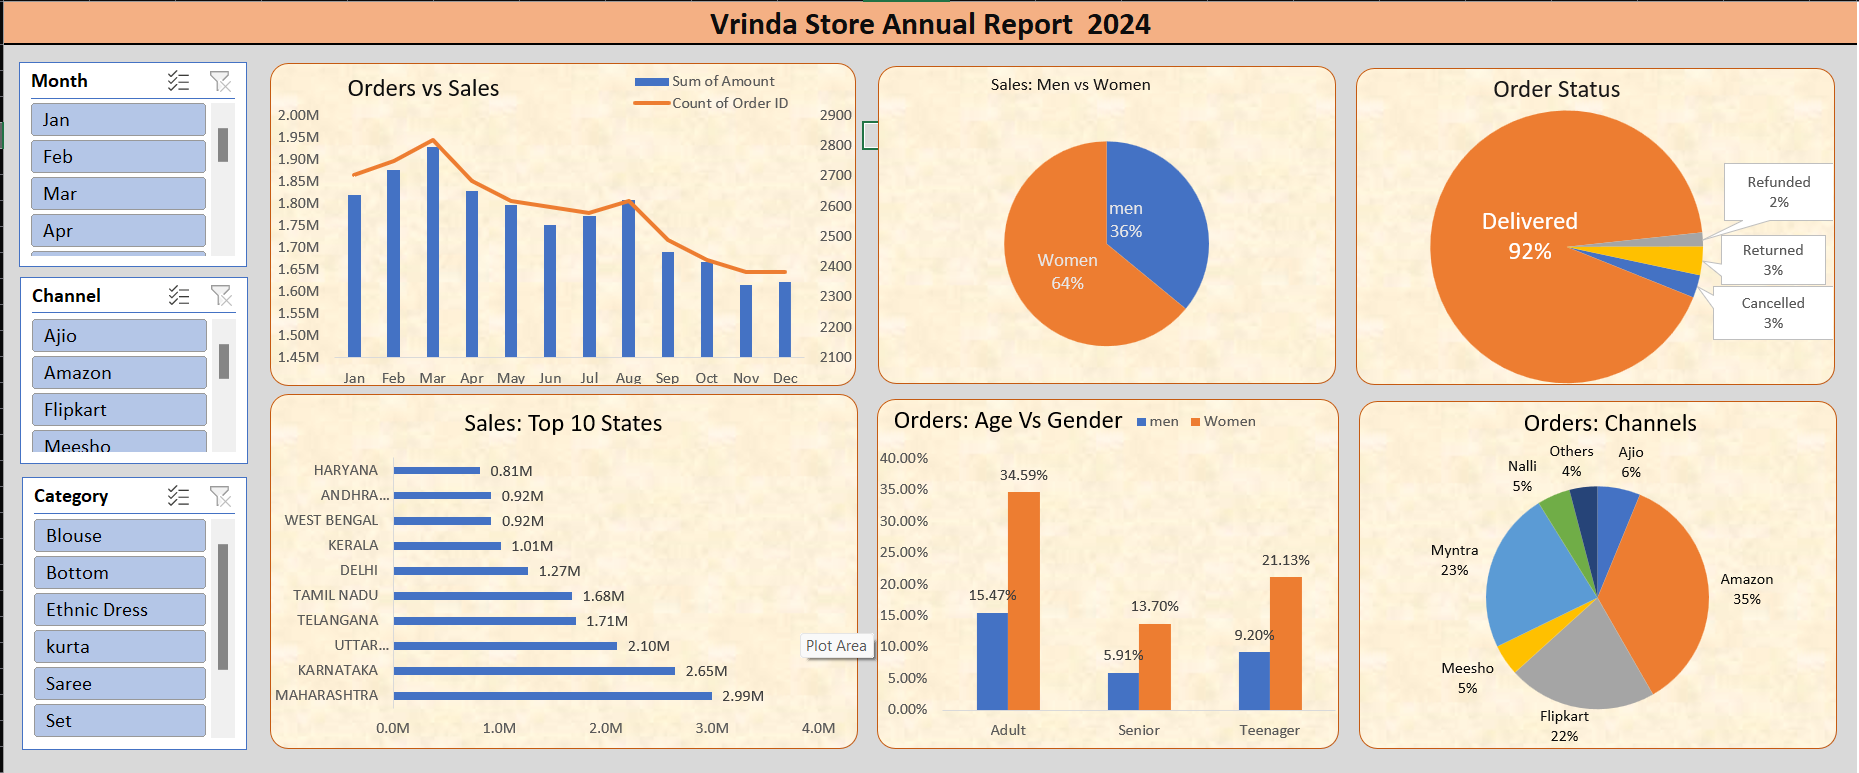 Vrinda Store Annual Report  2024
Month
Jan
Feb
Mar
Apr
Channel
Ajio
Amazon
Flipkart
Meesho
Category
Blouse
Bottom
Ethnic Dress
kurta
Saree
Set
Orders vs Sales
Sum of Amount
Count of Order ID
2.00M
1.95M
1.90M
1.85M
1.80M
1.75M
1.70M
1.65M
1.60M
1.55M
1.50M
1.45M
2900
2800
2700
2600
2500
2400
2300
2200
2100
Jan Feb Mar Apr May Jun Jul Aug Sep Oct Nov Dec
Sales: Men vs Women
men
36%
Women
64%
Order Status
Delivered
92%
Refunded
2%
Returned
3%
Cancelled
3%
Sales: Top 10 States
HARYANA 0.81M
ANDHRA... 0.92M
WEST BENGAL 0.92M
KERALA 1.01M
DELHI 1.27M
TAMIL NADU 1.68M
TELANGANA 1.71M
UTTAR... 2.10M
KARNATAKA 2.65M
MAHARASHTRA 2.99M
0.0M 1.0M 2.0M 3.0M 4.0M
Plot Area
Orders: Age Vs Gender
men Women
40.00%
35.00%
30.00%
25.00%
20.00%
15.00%
10.00%
5.00%
0.00%
15.47% 34.59%
5.91% 13.70%
9.20% 21.13%
Adult Senior Teenager
Orders: Channels
Ajio
6%
Amazon
35%
Flipkart
22%
Meesho
5%
Myntra
23%
Nalli
5%
Others
4%